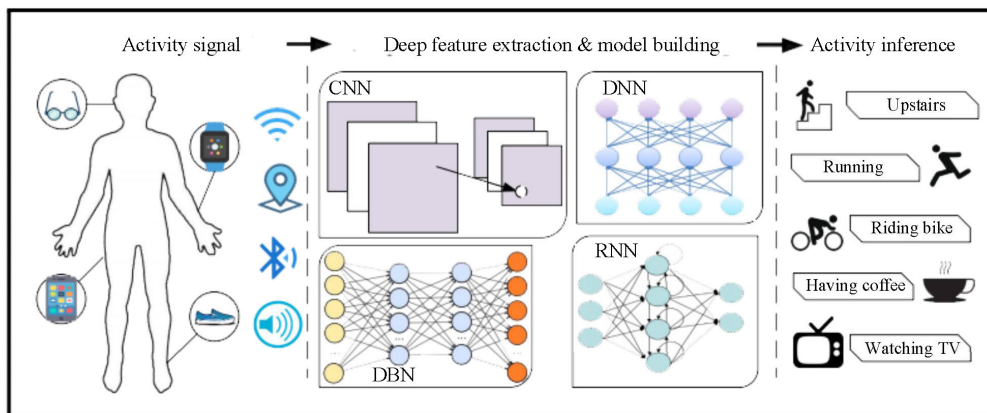 Activity signal
Deep feature extraction & model building
Activity inference
CNN
DNN
DBN
RNN
Upstairs
Running
Riding bike
Having coffee
Watching TV